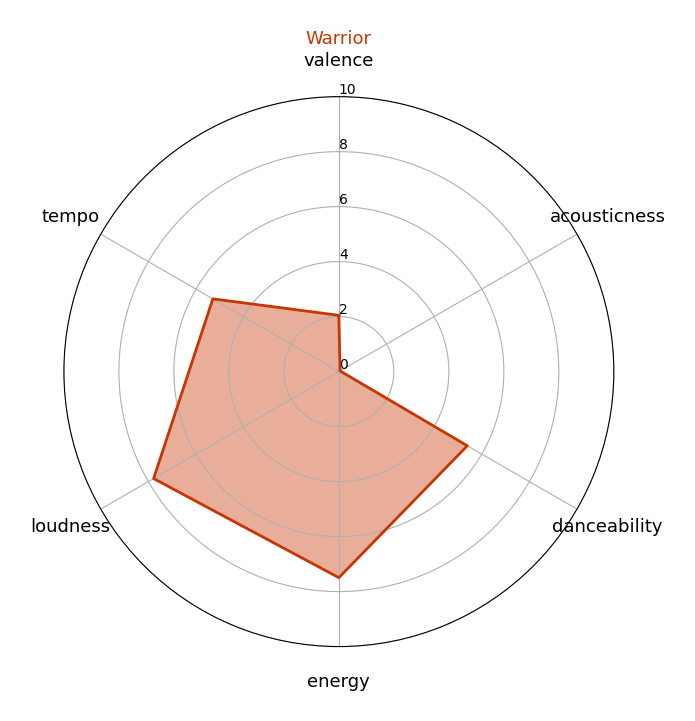 Warrior
valence
10
8
tempo
acousticness
6
4
2
0
loudness
danceability
energy